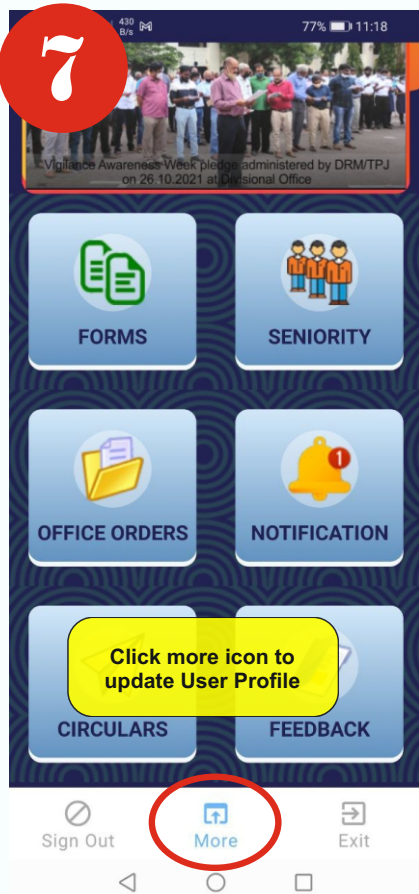 7
430
B/s
77%
11:18
Vigilance Awareness Week pledge administered by DRM/TPJ
on 26.10.2021 at Divisional Office
FORMS
SENIORITY
OFFICE ORDERS
1
NOTIFICATION
Click more icon to
update User Profile
CIRCULARS
FEEDBACK
Sign Out
More
Exit